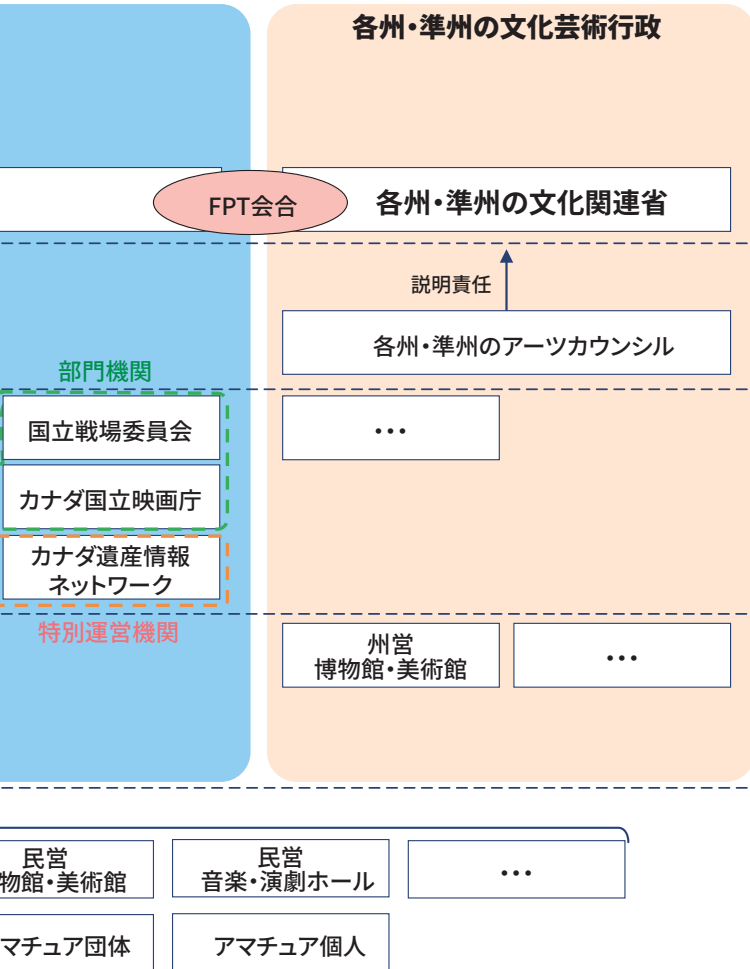 各州・準州の文化芸術行政
FPT会合
各州・準州の文化関連省
説明責任
各州・準州のアーツカウンシル
部門機関
国立戦場委員会
…
カナダ国立映画庁
カナダ遺産情報
ネットワーク
特別運営機関
州営
博物館・美術館
…
民営
物館・美術館
民営
音楽・演劇ホール
…
マチュア団体
アマチュア個人